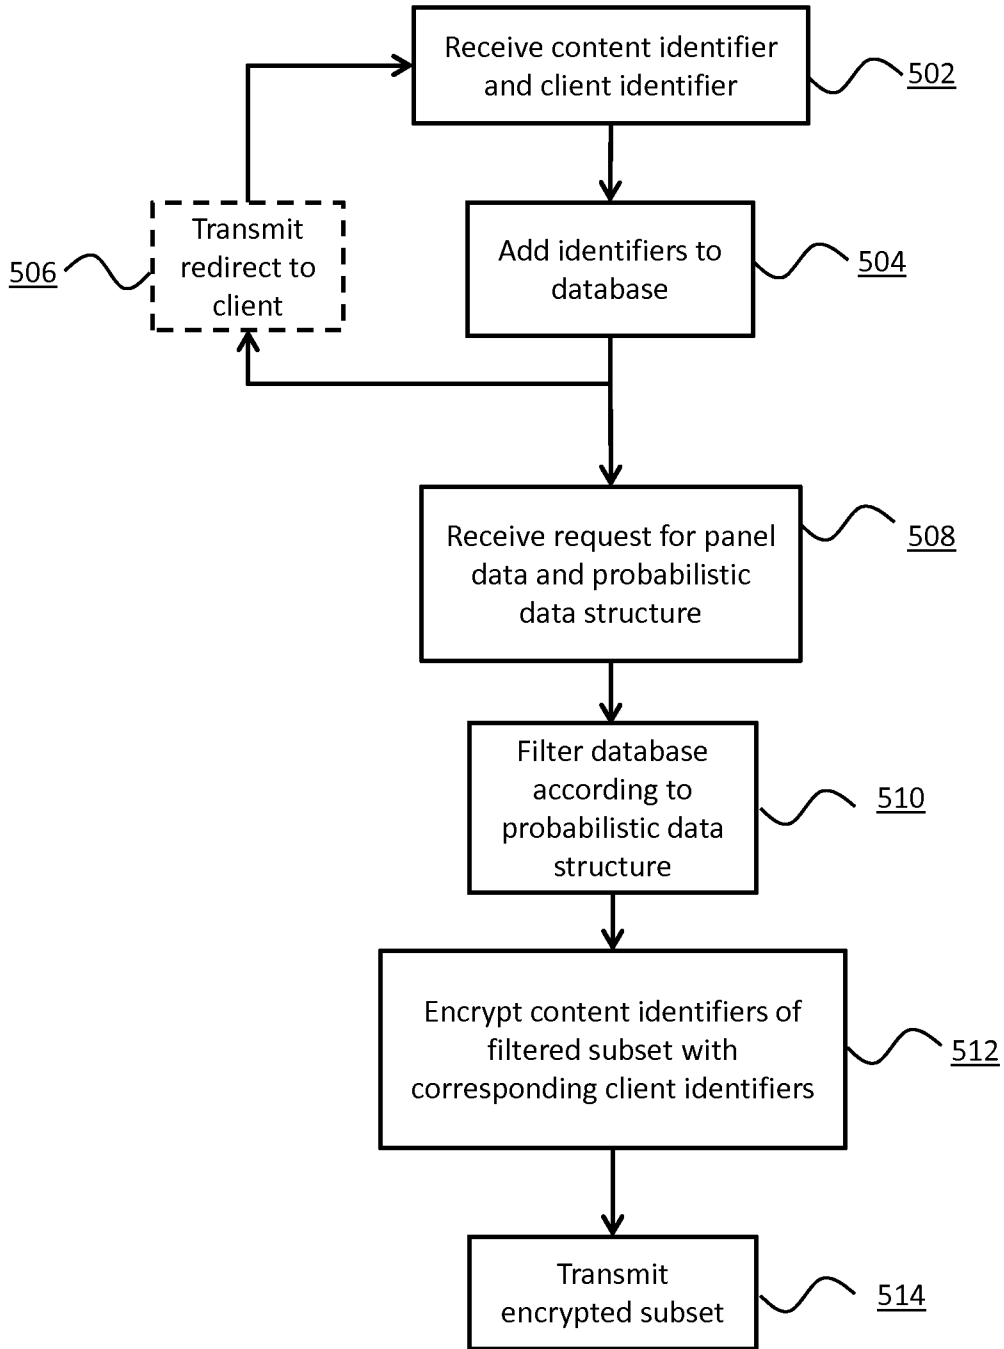 Receive content identifier
and client identifier
502
Add identifiers to
database
504
Transmit
redirect to
client
506
Receive request for panel
data and probabilistic
data structure
508
Filter database
according to
probabilistic data
structure
510
Encrypt content identifiers of
filtered subset with
corresponding client identifiers
512
Transmit
encrypted subset
514